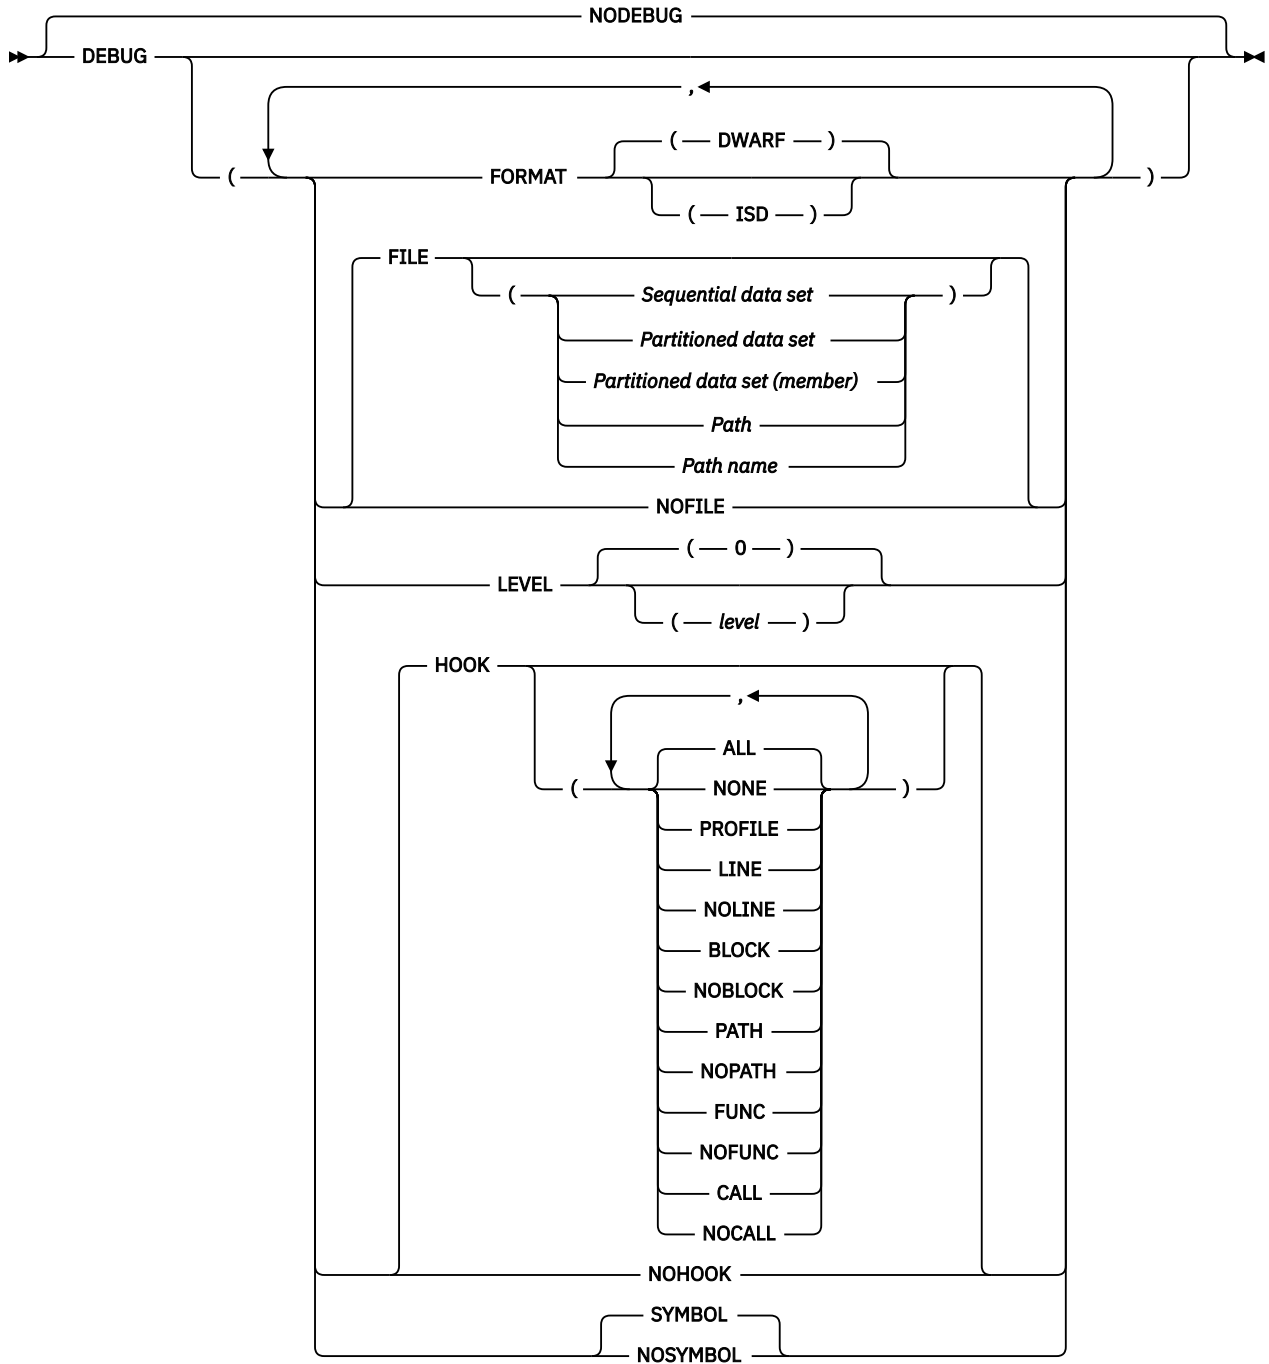 NODEBUG
DEBUG
,
( DWARF )
( FORMAT )
( ISD )
FILE
( Sequential data set )
Partitioned data set
Partitioned data set (member)
Path
Path name
NOFILE
( 0 )
LEVEL
( level )
HOOK
,
ALL
( NONE )
PROFILE
LINE
NOLINE
BLOCK
NOBLOCK
PATH
NOPATH
FUNC
NOFUNC
CALL
NOCALL
NOHOOK
SYMBOL
NOSYMBOL